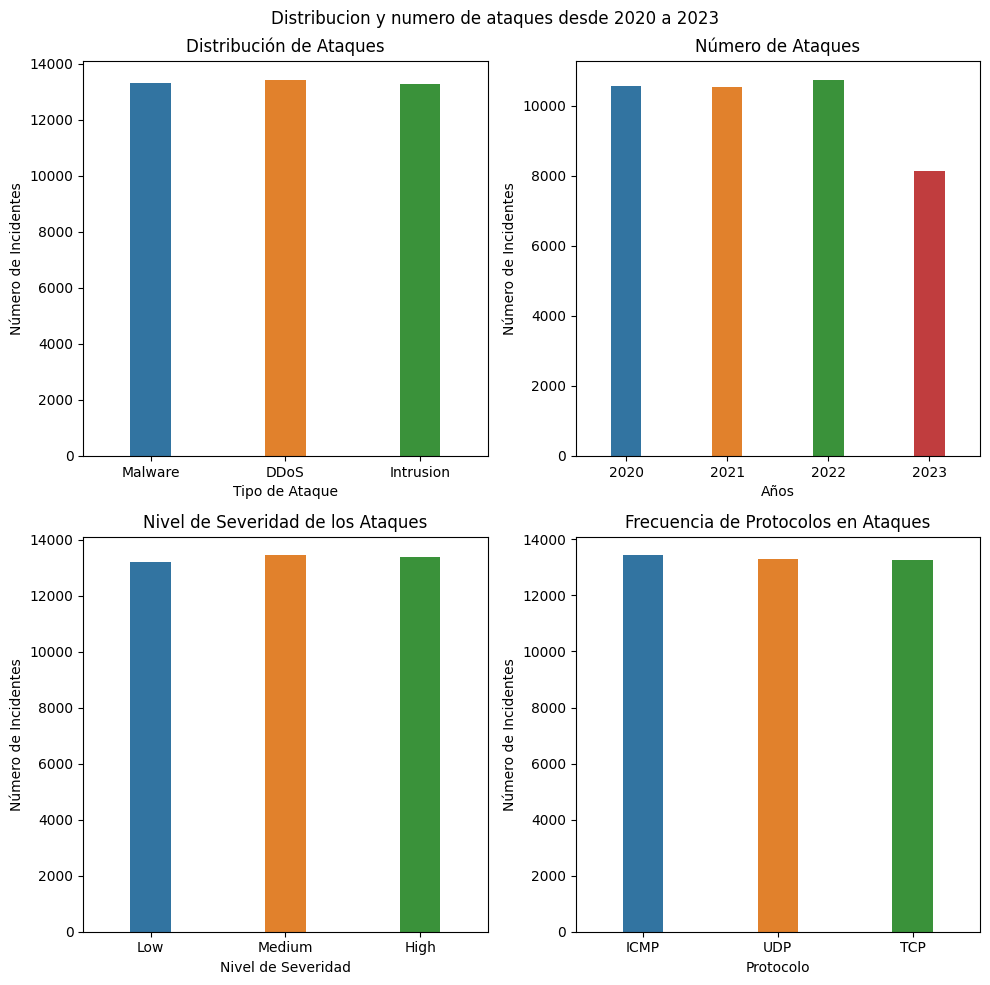 Distribucion y numero de ataques desde 2020 a 2023
Distribución de Ataques
14000
12000
10000
8000
6000
4000
2000
0
Número de Incidentes
Malware DDoS Intrusion
Tipo de Ataque
Número de Ataques
10000
8000
6000
4000
2000
0
Número de Incidentes
2020 2021 2022 2023
Años
Nivel de Severidad de los Ataques
14000
12000
10000
8000
6000
4000
2000
0
Número de Incidentes
Low Medium High
Nivel de Severidad
Frecuencia de Protocolos en Ataques
14000
12000
10000
8000
6000
4000
2000
0
Número de Incidentes
ICMP UDP TCP
Protocolo